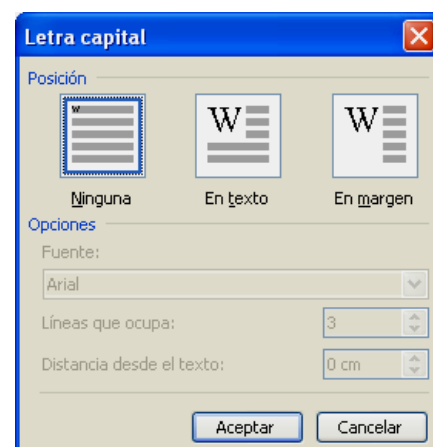 Letra capital
Posición
W W W
Ninguna En texto En margen
Opciones
Fuente:
Arial
Líneas que ocupa: 3
Distancia desde el texto: 0 cm
Aceptar Cancelar